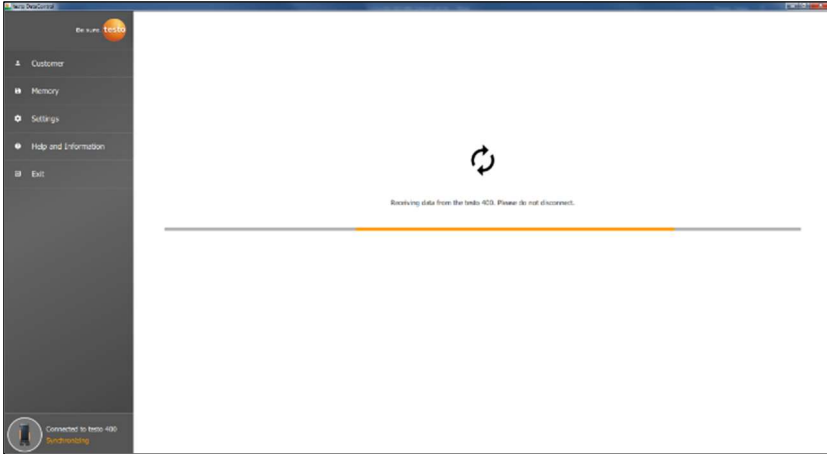 testo DataControl
Be sure. testo
Customer
Memory
Settings
Help and Information
Exit
Receiving data from the testo 400. Please do not disconnect.
Connected to testo 400
Synchronizing